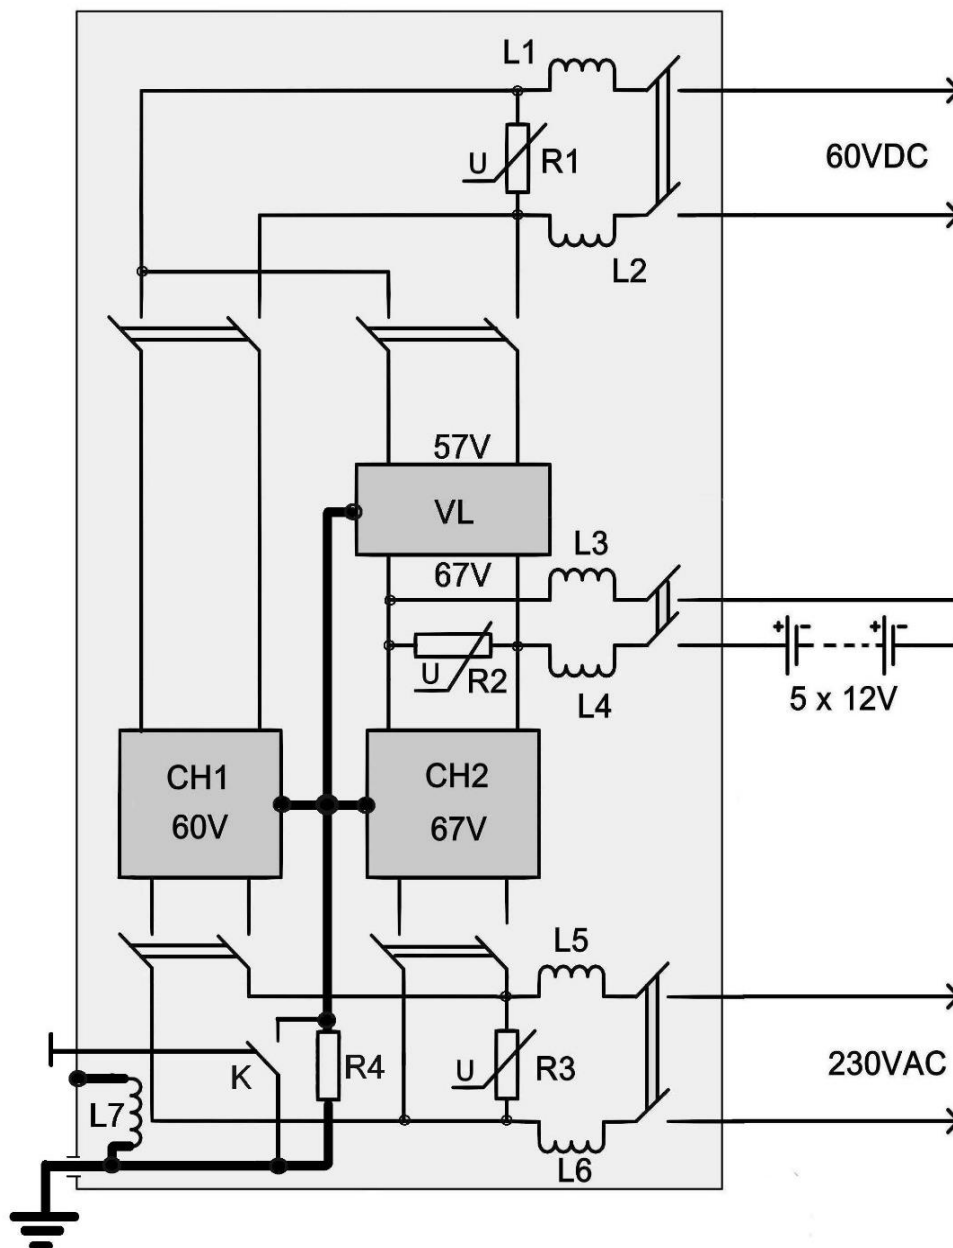 L1
U
R1
60VDC
L2
57V
VL
67V
L3
U
R2
L4
+ - + -
5 x 12V
CH1
60V
CH2
67V
L5
K
R4
U
R3
230VAC
L7
L6